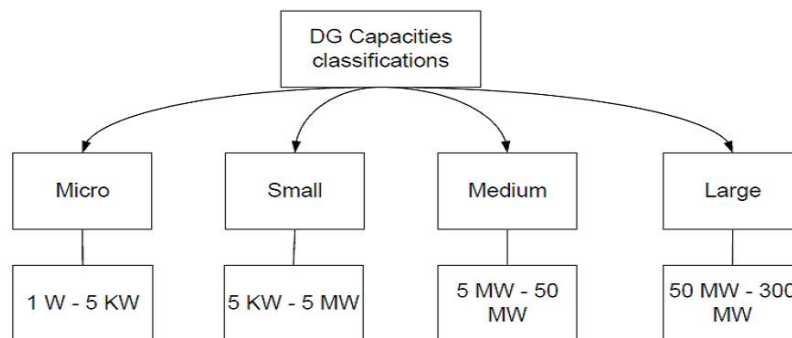 DG Capacities
classifications
Micro
Small
Medium
Large
1 W - 5 KW
5 KW - 5 MW
5 MW - 50
MW
50 MW - 300
MW